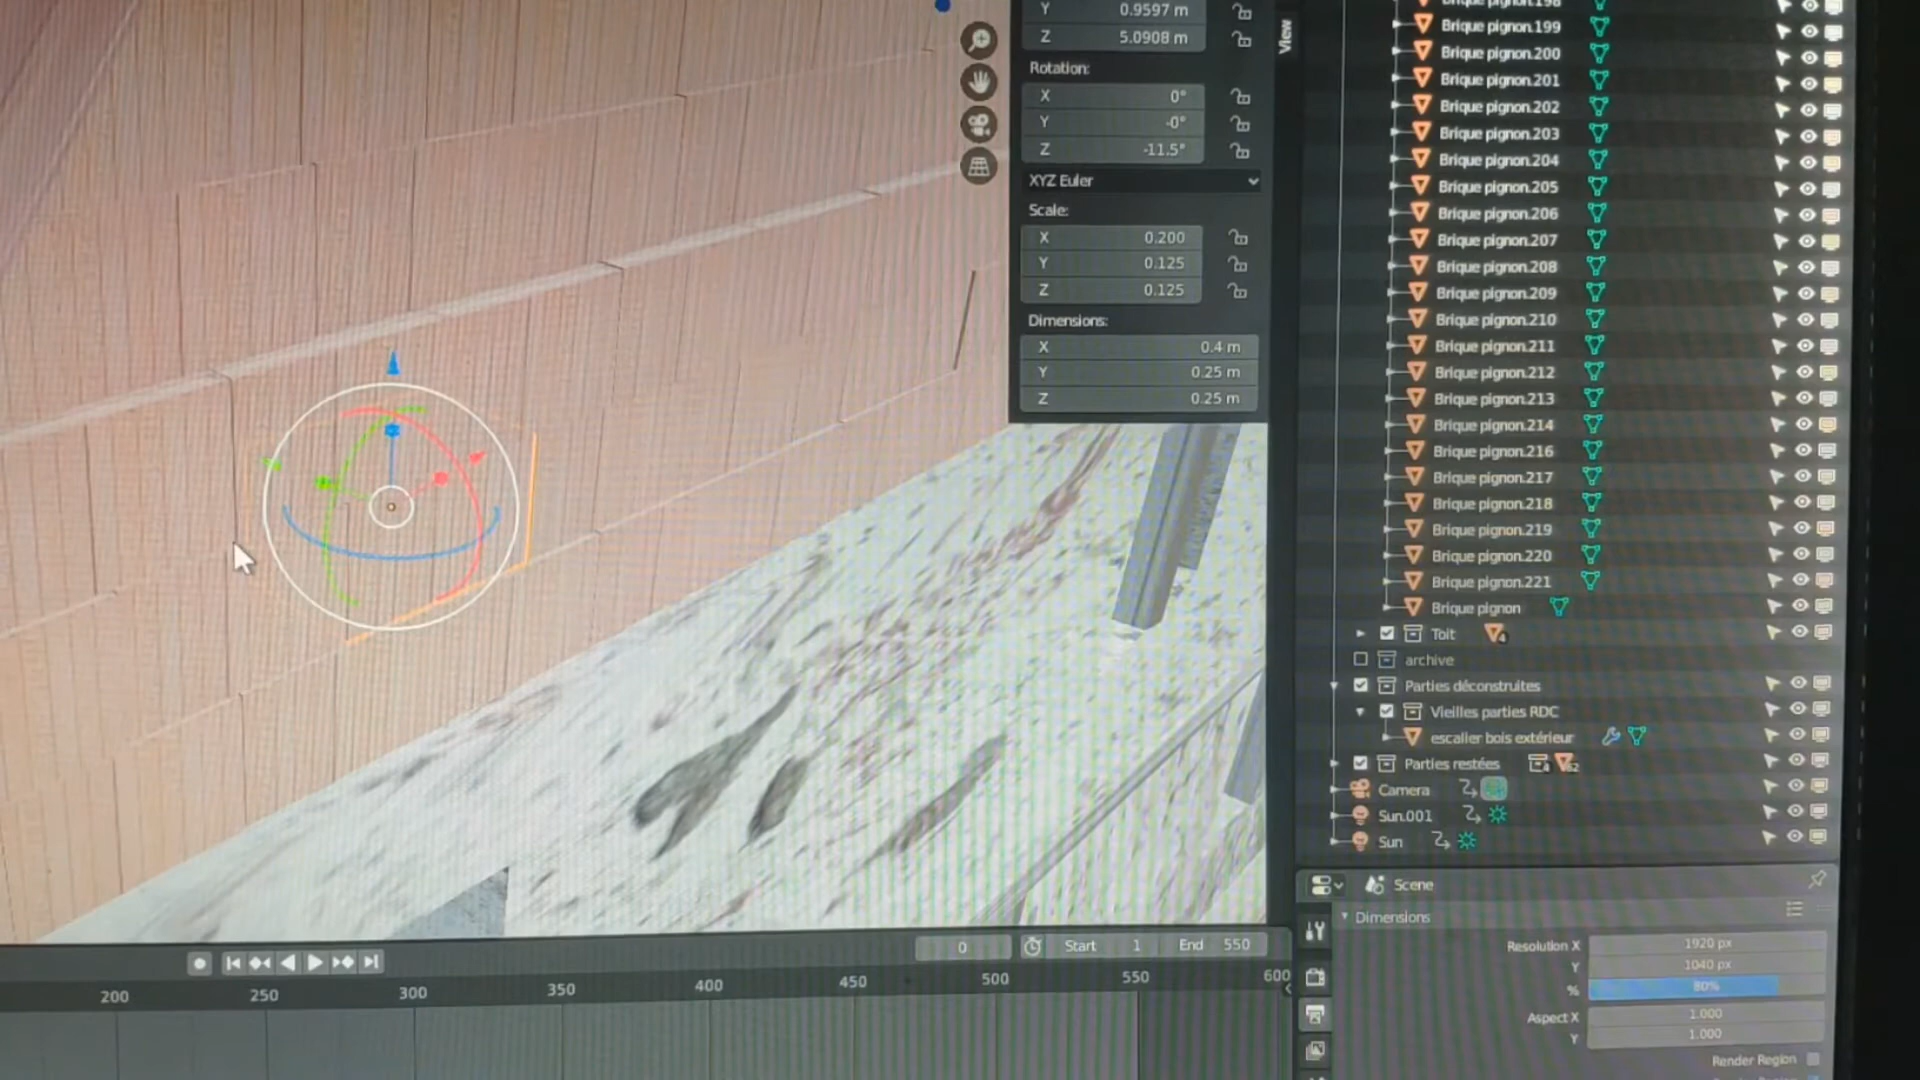 Y 0.9597 m
Z 5.0908 m
View
Rotation:
X 0°
Y -0°
Z -11.5°
XYZ Euler
Scale:
X 0.200
Y 0.125
Z 0.125
Dimensions:
X 0.4 m
Y 0.25 m
Z 0.25 m
Brique pignon.198
Brique pignon.199
Brique pignon.200
Brique pignon.201
Brique pignon.202
Brique pignon.203
Brique pignon.204
Brique pignon.205
Brique pignon.206
Brique pignon.207
Brique pignon.208
Brique pignon.209
Brique pignon.210
Brique pignon.211
Brique pignon.212
Brique pignon.213
Brique pignon.214
Brique pignon.216
Brique pignon.217
Brique pignon.218
Brique pignon.219
Brique pignon.220
Brique pignon.221
Brique pignon
Toit
archive
Parties déconstruites
Vieilles parties RDC
escalier bois extérieur
Parties restées
Camera
Sun.001
Sun
Scene
Dimensions
Resolution X 1920 px
Y 1040 px
% 80%
Aspect X 1.000
Y 1.000
Render Region
0 Start 1 End 550
200 250 300 350 400 450 500 550 600